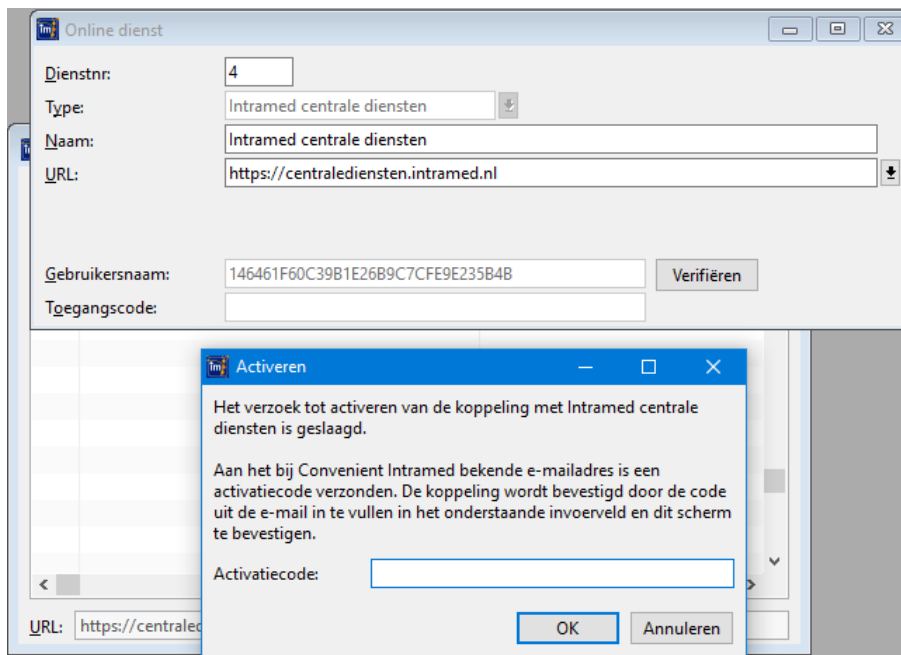 Online dienst
Dienstnr: 4
Type: Intramed centrale diensten
Naam: Intramed centrale diensten
URL: https://centralediensten.intramed.nl
Gebruikersnaam: 146461F60C39B1E26B9C7CFE9E235B4B Verifiëren
Toegangscode:
Activeren
Het verzoek tot activeren van de koppeling met Intramed centrale
diensten is geslaagd.
Aan het bij Convenient Intramed bekende e-mailadres is een
activatiecode verzonden. De koppeling wordt bevestigd door de code
uit de e-mail in te vullen in het onderstaande invoerveld en dit scherm
te bevestigen.
Activatiecode:
OK Annuleren
URL: https://centralec